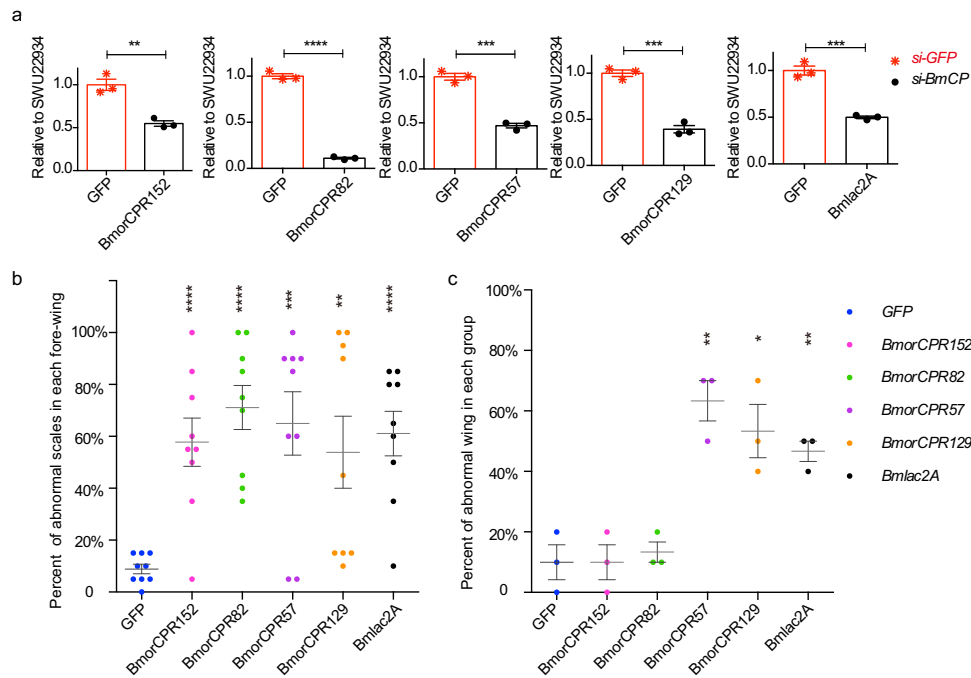 a
** **** *** *** ***
Relative to SWU22934
1.0
0.5
0.0
GFP
BmorCPR152
Relative to SWU22934
1.0
0.5
0.0
GFP
BmorCPR82
Relative to SWU22934
1.0
0.5
0.0
GFP
BmorCPR57
Relative to SWU22934
1.0
0.5
0.0
GFP
BmorCPR129
Relative to SWU22934
1.0
0.5
0.0
GFP
Bmlac2A
si-GFP
si-BmCP
b
Percent of abnormal scales in each fore-wing
100%
80%
60%
40%
20%
0
**** **** *** ** ****
GFP
BmorCPR152
BmorCPR82
BmorCPR57
BmorCPR129
Bmlac2A
c
Percent of abnormal wing in each group
100%
80%
60%
40%
20%
0
** * **
GFP
BmorCPR152
BmorCPR82
BmorCPR57
BmorCPR129
Bmlac2A
GFP
BmorCPR152
BmorCPR82
BmorCPR57
BmorCPR129
Bmlac2A